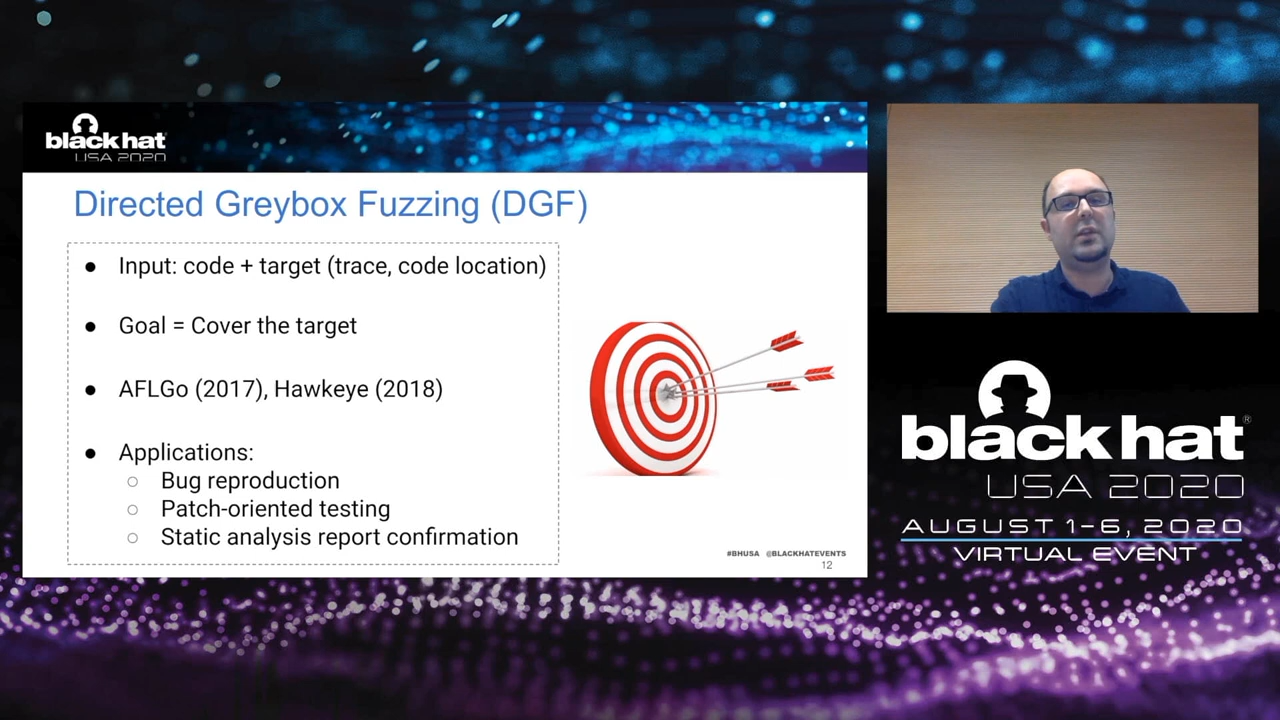 black hat
USA 2020
Directed Greybox Fuzzing (DGF)
● Input: code + target (trace, code location)
● Goal = Cover the target
● AFLGo (2017), Hawkeye (2018)
● Applications:
○ Bug reproduction
○ Patch-oriented testing
○ Static analysis report confirmation
#BHUSA @BLACKHATEVENTS
12
black hat®
USA 2020
AUGUST 1-6, 2020
VIRTUAL EVENT